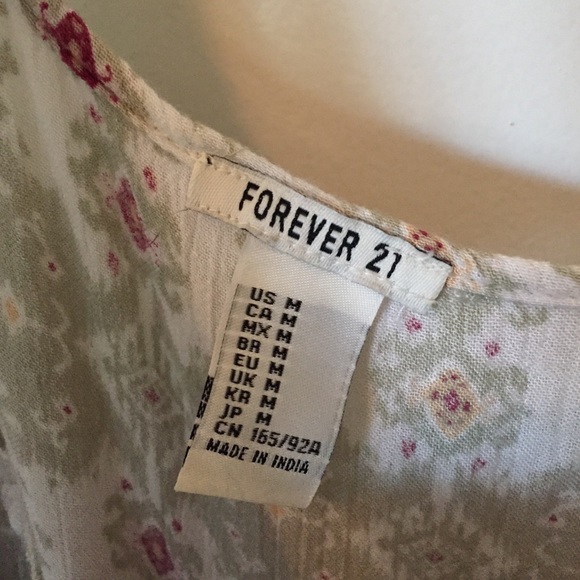 FOREVER 21
US M
CA M
MX M
BR M
EU M
UK M
KR M
JP M
CN 165/92A
MADE IN INDIA